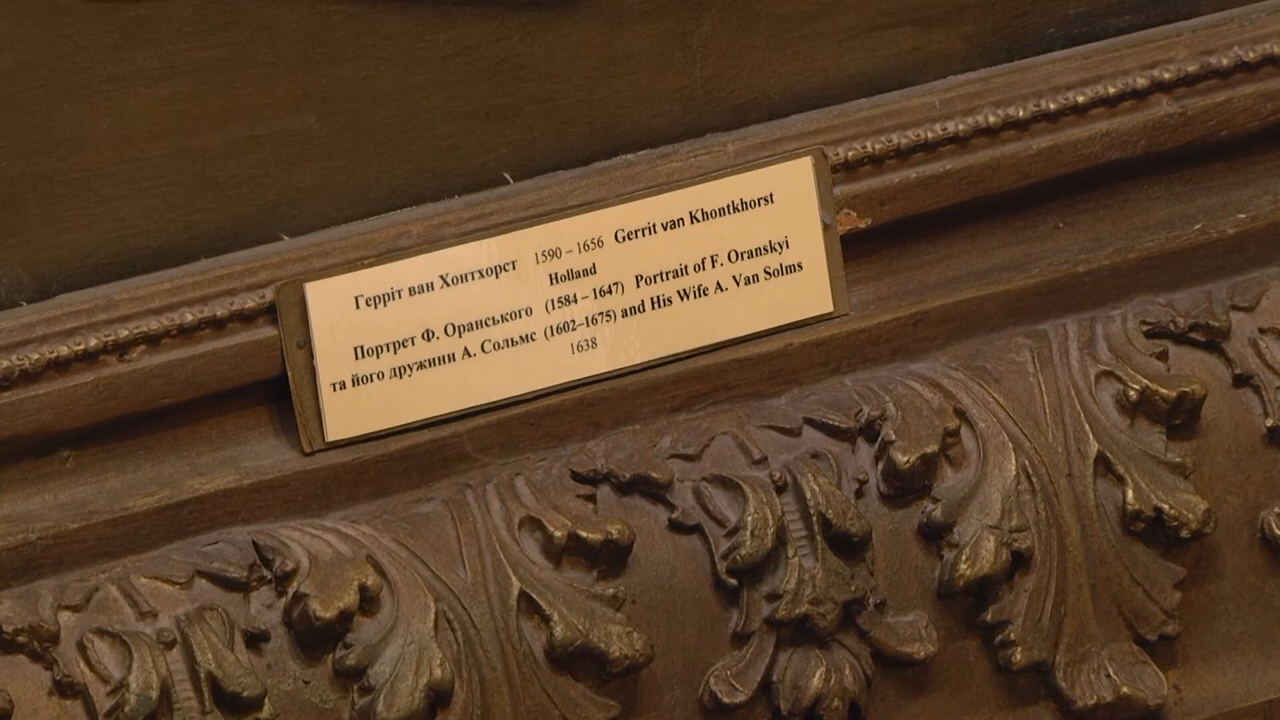 Герріт ван Хонтхорст 1590 – 1656 Gerrit van Khontkhorst
Holland
Портрет Ф. Оранського (1584 – 1647) Portrait of F. Oranskyi
та його дружини А. Сольмс (1602–1675) and His Wife A. Van Solms
1638